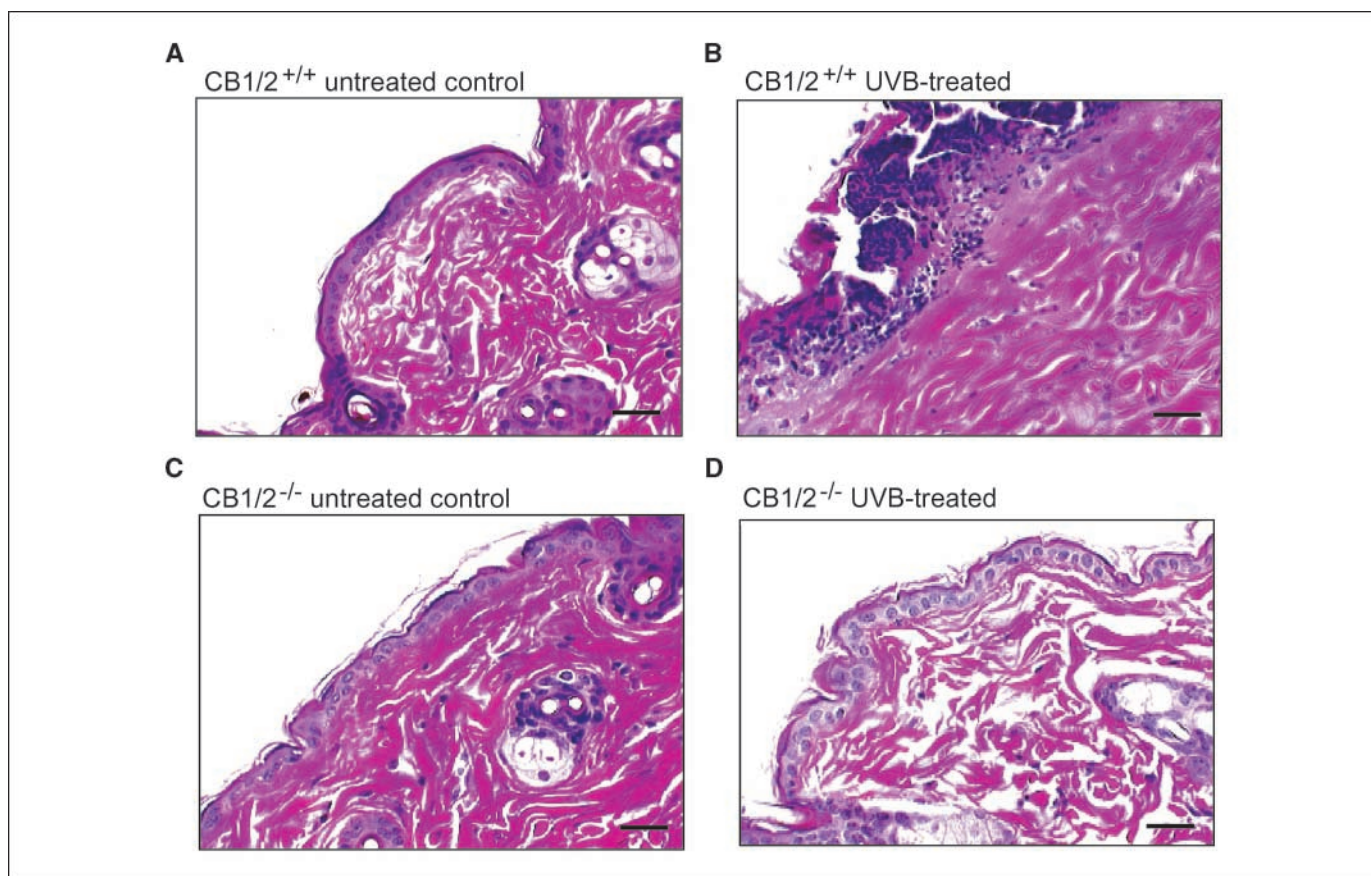 A
CB1/2+/+ untreated control
B
CB1/2+/+ UVB-treated
C
CB1/2-/- untreated control
D
CB1/2-/- UVB-treated